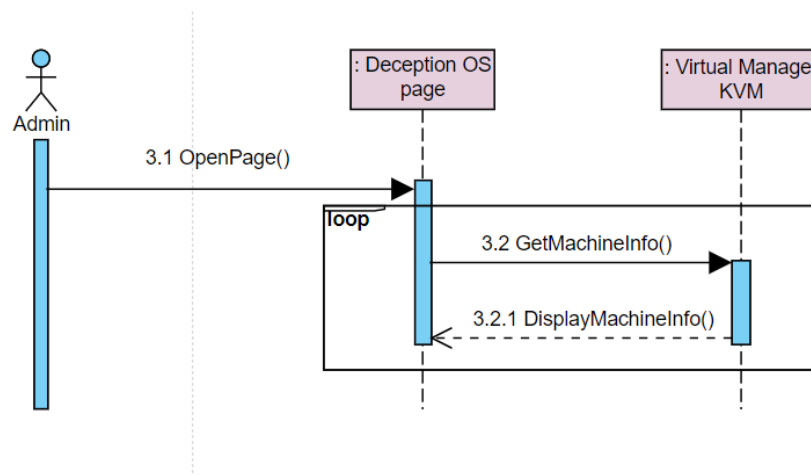 : Deception OS
page
: Virtual Manage
KVM
Admin
3.1 OpenPage()
loop
3.2 GetMachineInfo()
3.2.1 DisplayMachineInfo()